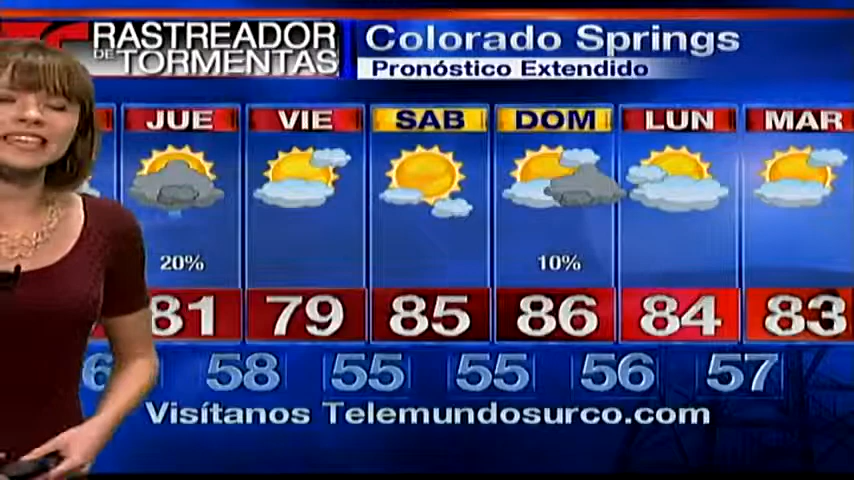 RASTREADOR
DE TORMENTAS
Colorado Springs
Pronóstico Extendido
JUE VIE SAB DOM LUN MAR
20% 10%
81 79 85 86 84 83
58 55 55 56 57
Visítanos Telemundosurco.com